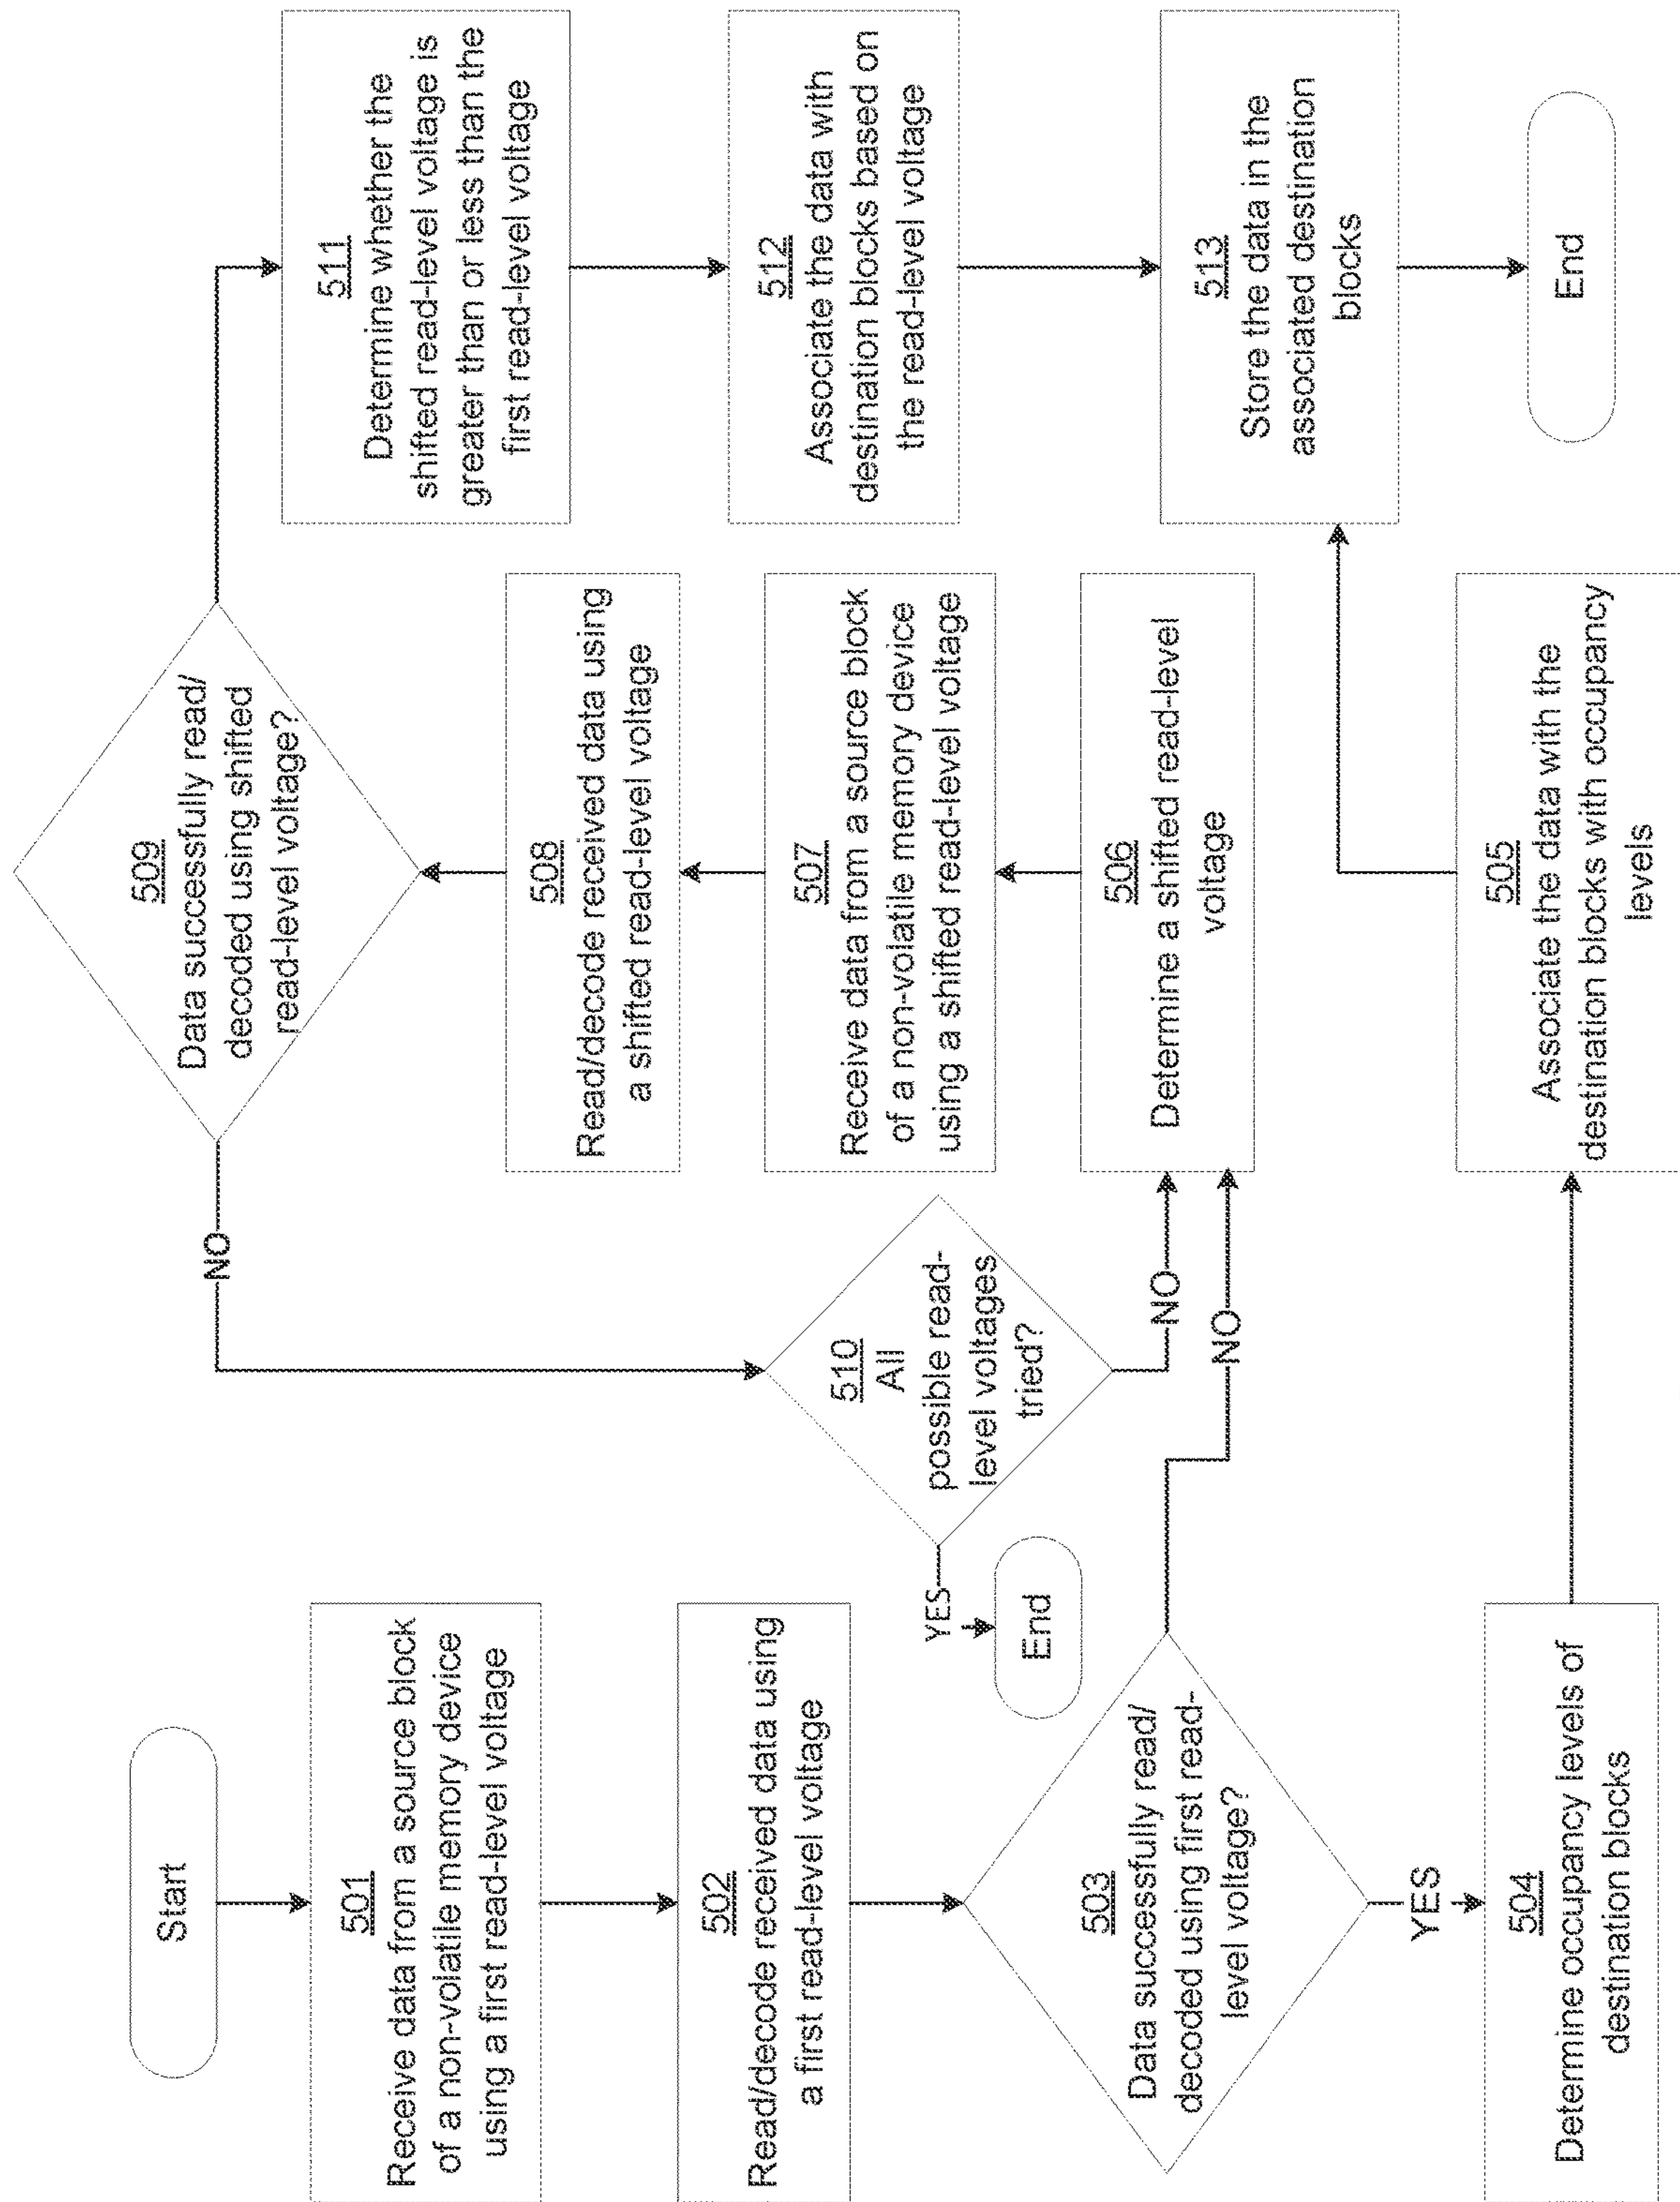 Start
501
Receive data from a source block
of a non-volatile memory device
using a first read-level voltage
502
Read/decode received data using
a first read-level voltage
503
Data successfully read/
decoded using first read-
level voltage?
YES
504
Determine occupancy levels of
destination blocks
NO
YES
End
510
All
possible read-
level voltages
tried?
NO
NO
509
Data successfully read/
decoded using shifted
read-level voltage?
508
Read/decode received data using
a shifted read-level voltage
507
Receive data from a source block
of a non-volatile memory device
using a shifted read-level voltage
506
Determine a shifted read-level
voltage
505
Associate the data with the
destination blocks with occupancy
levels
511
Determine whether the
shifted read-level voltage is
greater than or less than the
first read-level voltage
512
Associate the data with
destination blocks based on
the read-level voltage
513
Store the data in the
associated destination
blocks
End